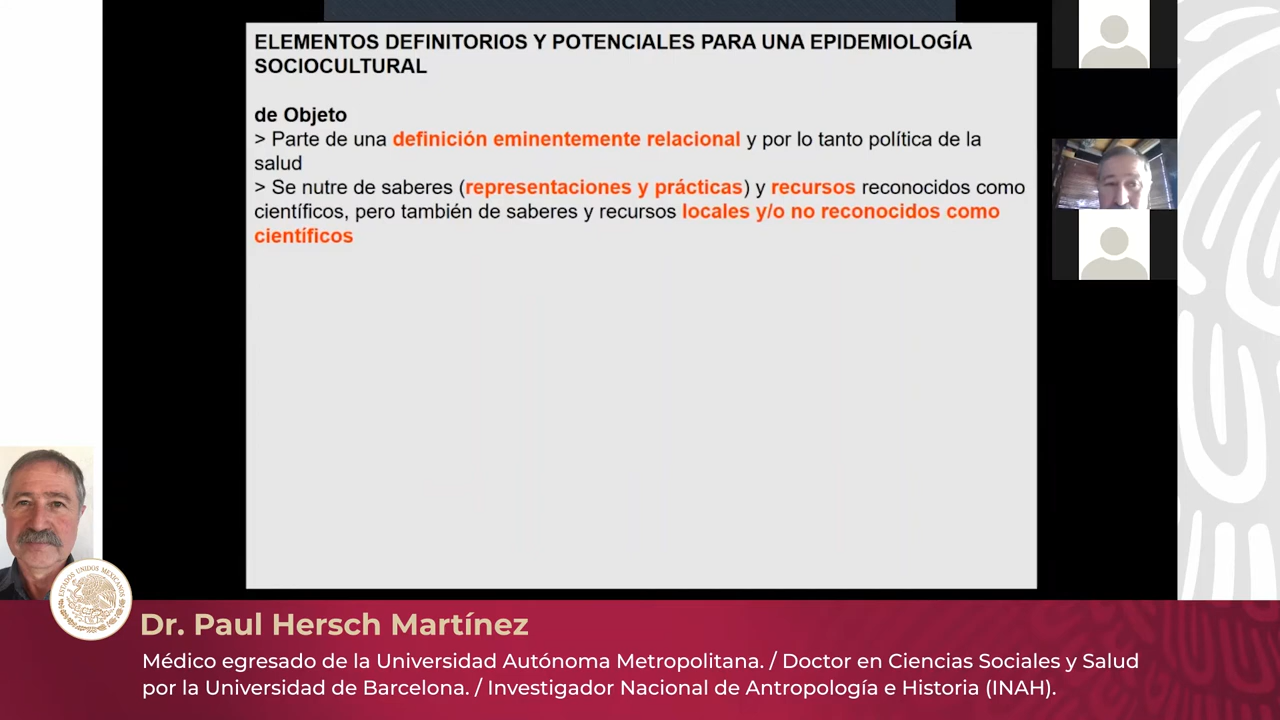 ELEMENTOS DEFINITORIOS Y POTENCIALES PARA UNA EPIDEMIOLOGÍA
SOCIOCULTURAL
de Objeto
> Parte de una definición eminentemente relacional y por lo tanto política de la
salud
> Se nutre de saberes (representaciones y prácticas) y recursos reconocidos como
científicos, pero también de saberes y recursos locales y/o no reconocidos como
científicos
ESTADOS UNIDOS MEXICANOS
Dr. Paul Hersch Martínez
Médico egresado de la Universidad Autónoma Metropolitana. / Doctor en Ciencias Sociales y Salud
por la Universidad de Barcelona. / Investigador Nacional de Antropología e Historia (INAH).